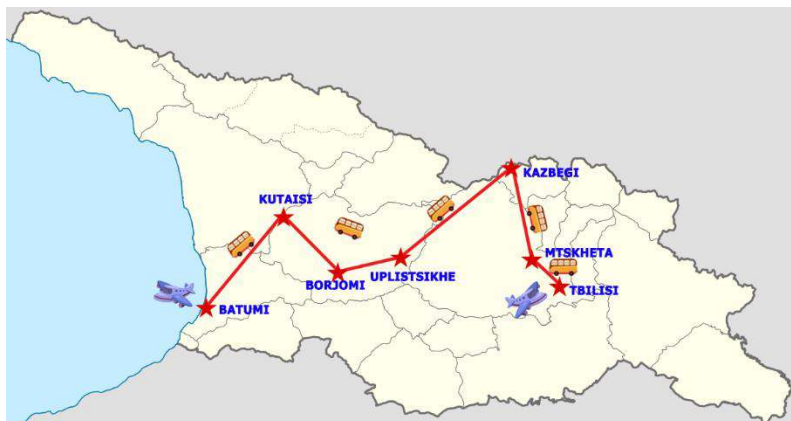 KAZBEGI
KUTAISI
MTSKHETA
UPLISTSIKHE
BORJOMI
TBILISI
BATUMI